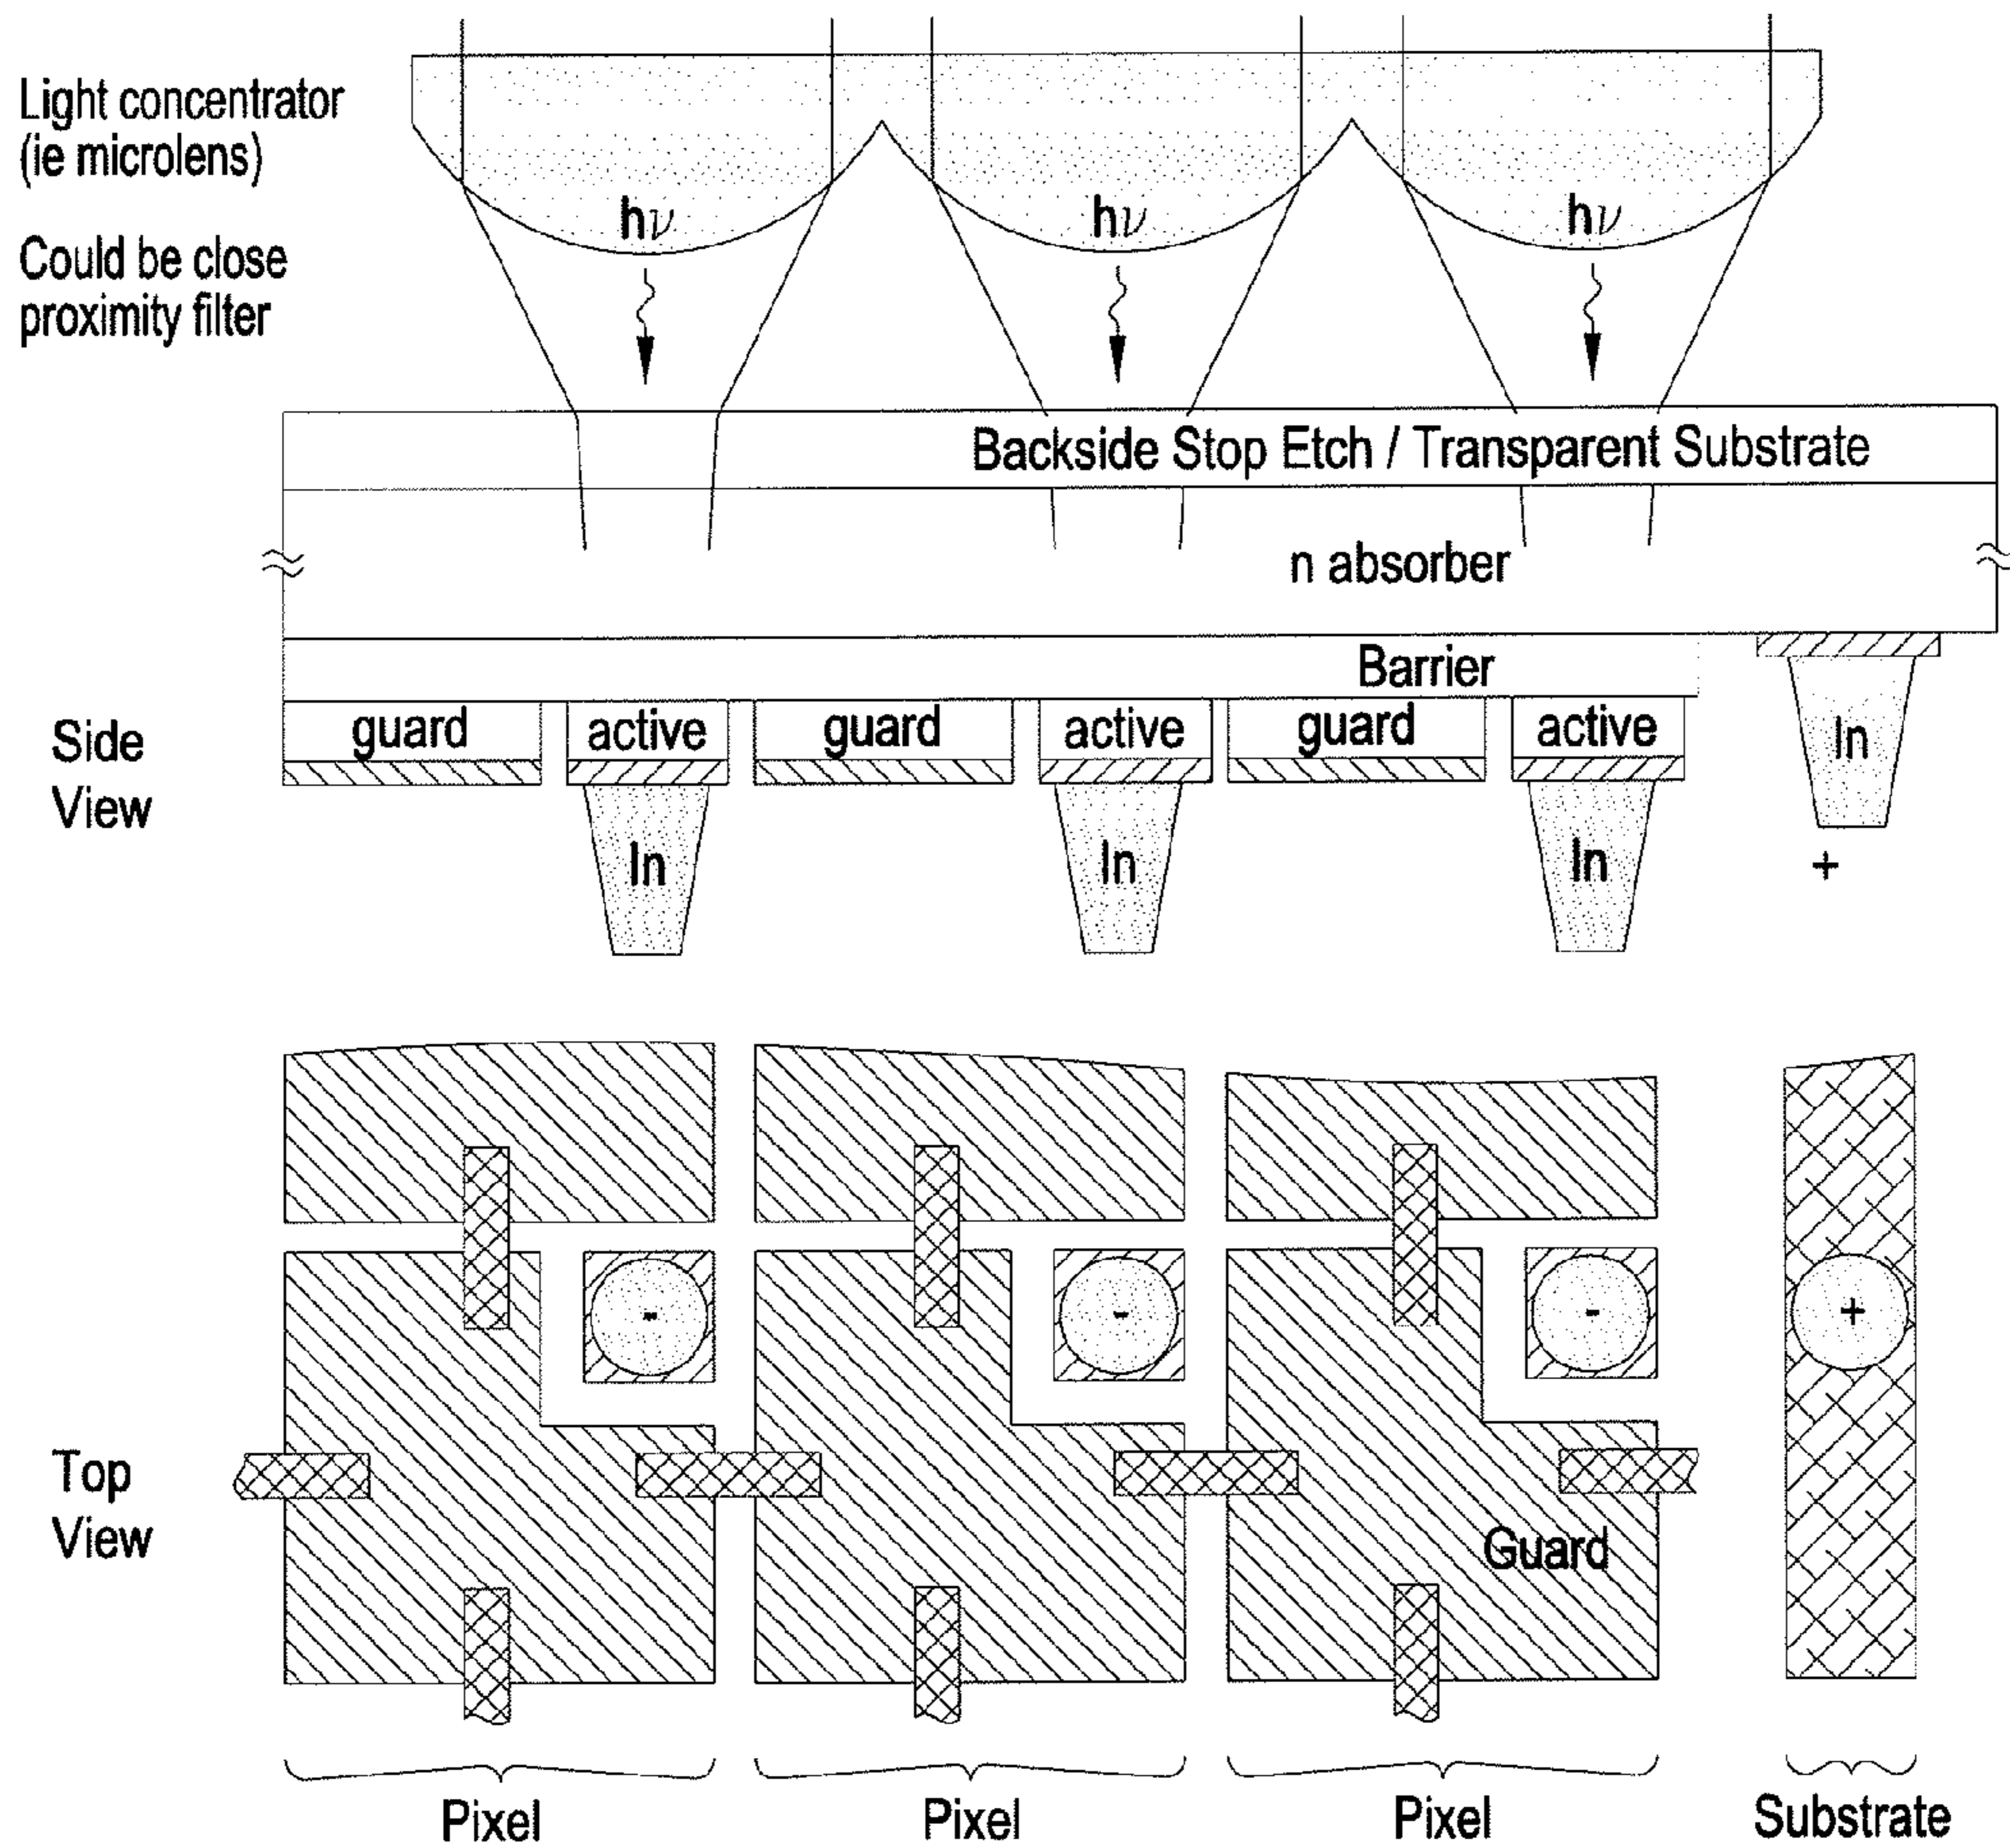 Light concentrator
(ie microlens)
Could be close
proximity filter
hν
hν
hν
Backside Stop Etch / Transparent Substrate
n absorber
Barrier
Side
View
guard
active
guard
active
guard
active
In
In
In
In
+
Top
View
-
-
-
+
Guard
Pixel
Pixel
Pixel
Substrate